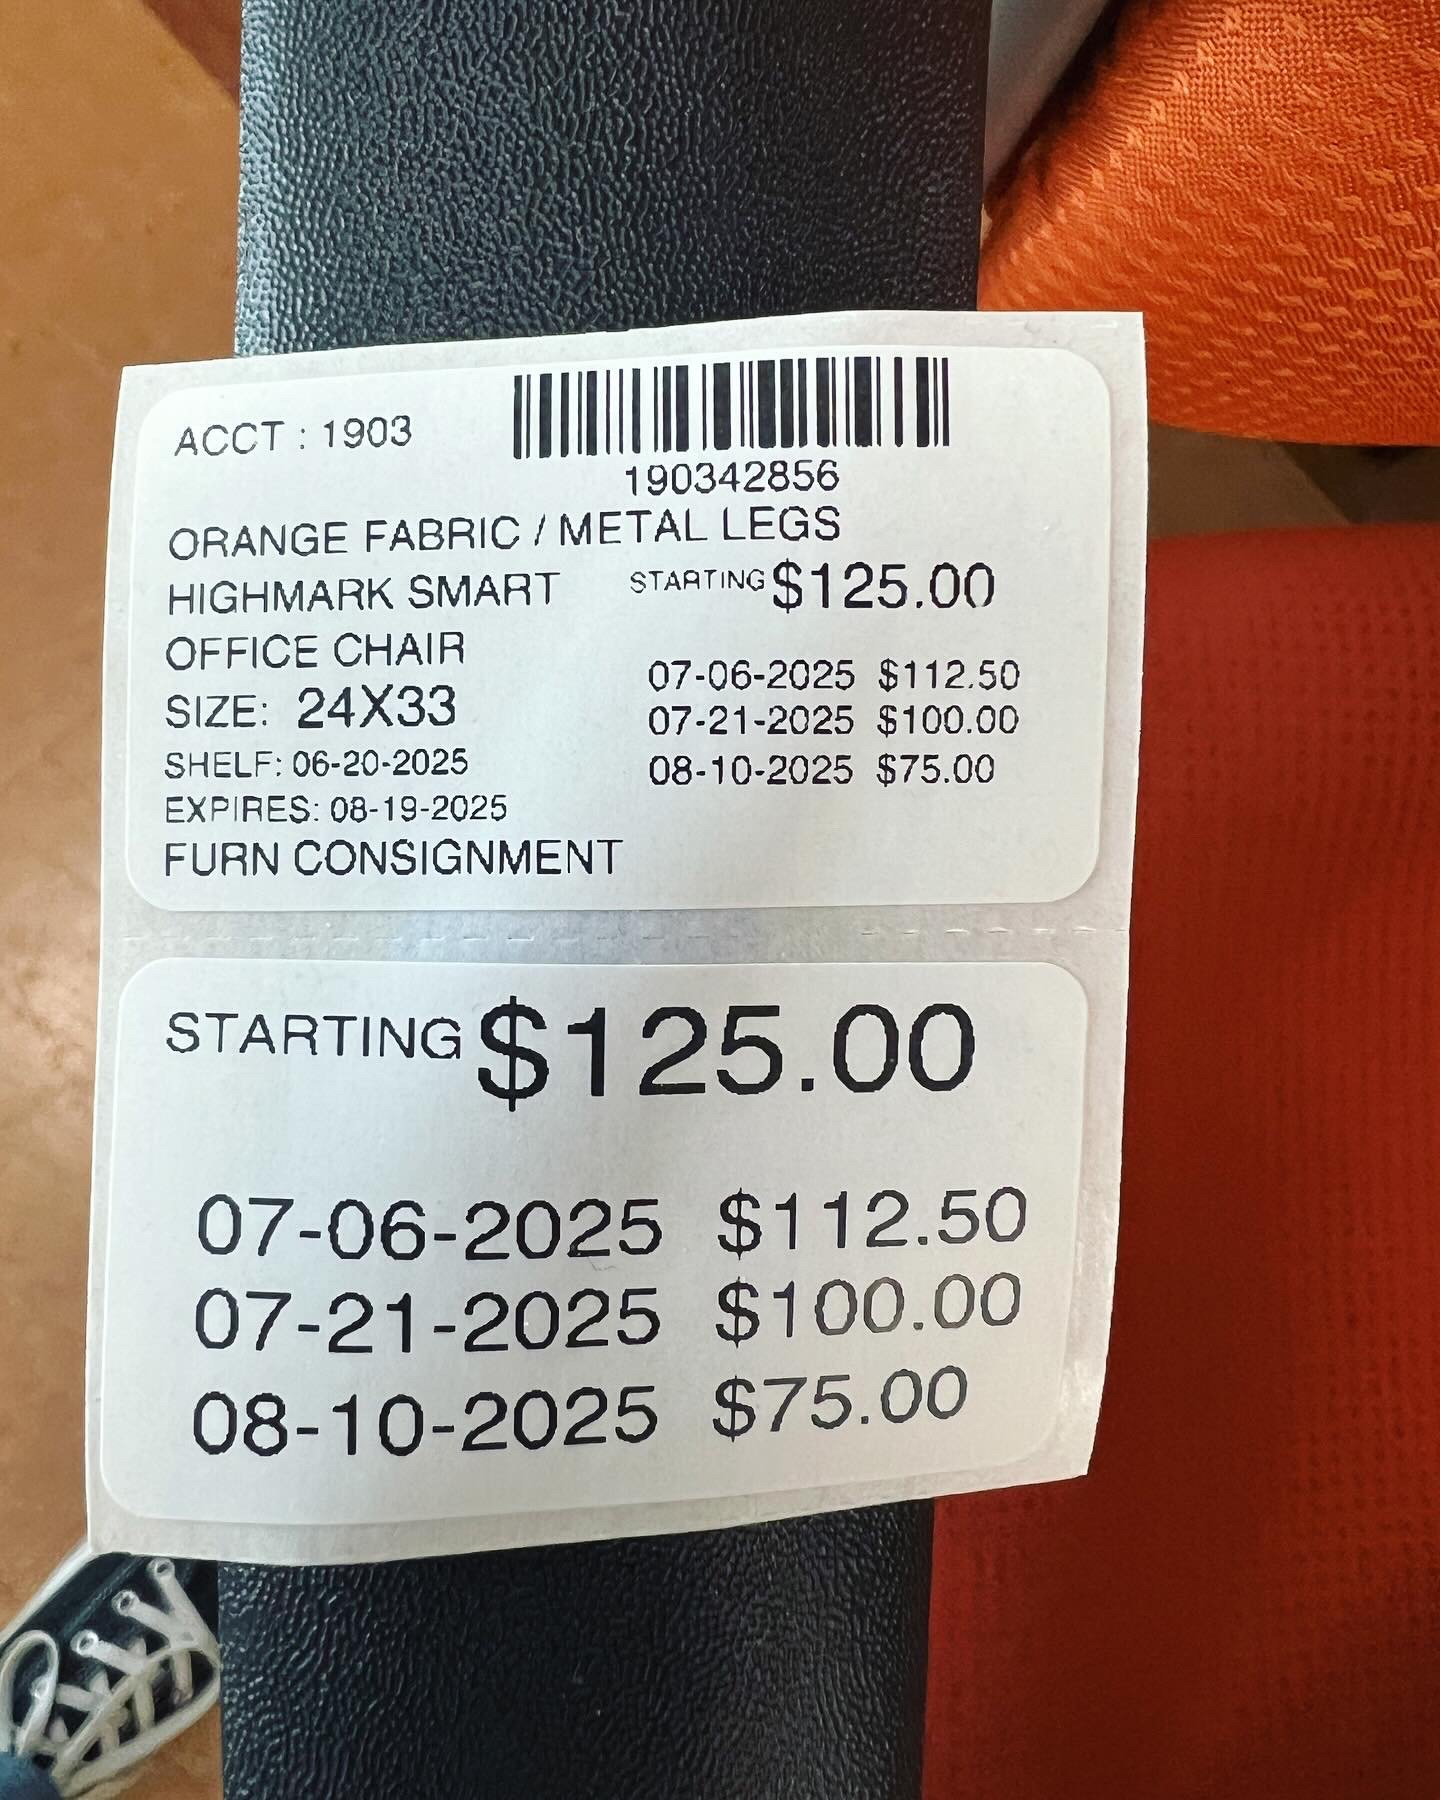 ACCT : 1903
190342856
ORANGE FABRIC / METAL LEGS
HIGHMARK SMART STARTING $125.00
OFFICE CHAIR
SIZE: 24X33 07-06-2025 $112.50
07-21-2025 $100.00
SHELF: 06-20-2025 08-10-2025 $75.00
EXPIRES: 08-19-2025
FURN CONSIGNMENT
STARTING $125.00
07-06-2025 $112.50
07-21-2025 $100.00
08-10-2025 $75.00